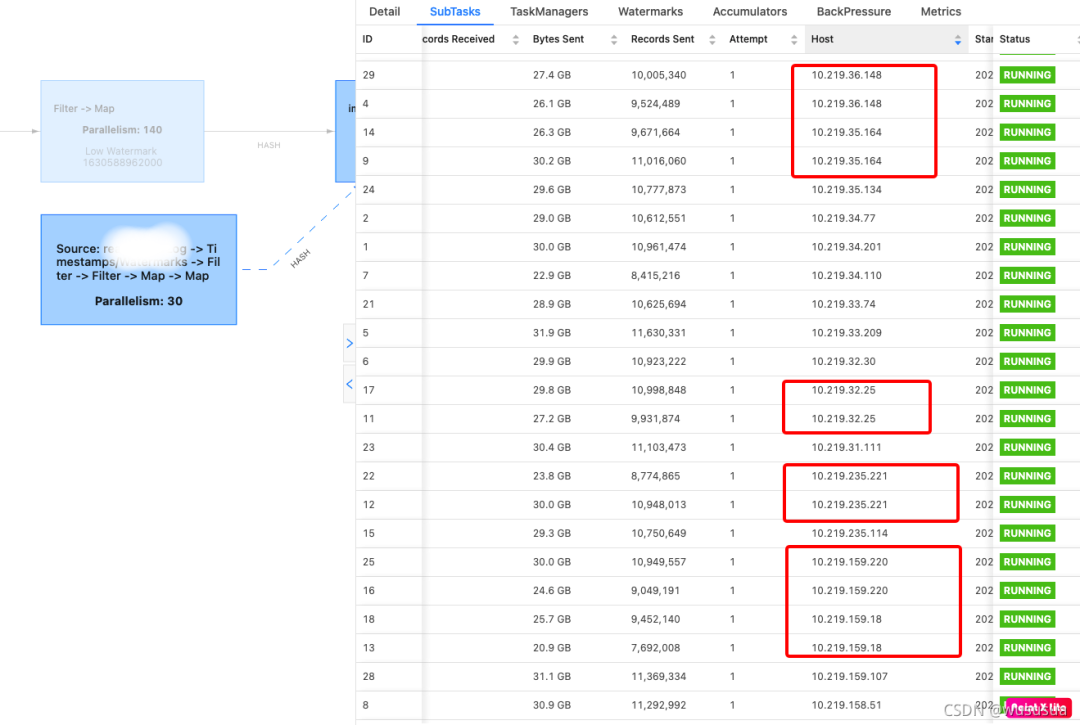 Detail SubTasks TaskManagers Watermarks Accumulators BackPressure Metrics
ID cords Received Bytes Sent Records Sent Attempt Host Star Status
29 27.4 GB 10,005,340 1 10.219.36.148 202 RUNNING
4 26.1 GB 9,524,489 1 10.219.36.148 202 RUNNING
14 26.3 GB 9,671,664 1 10.219.35.164 202 RUNNING
9 30.2 GB 11,016,060 1 10.219.35.164 202 RUNNING
24 29.6 GB 10,777,873 1 10.219.35.134 202 RUNNING
2 29.0 GB 10,612,551 1 10.219.34.77 202 RUNNING
1 30.0 GB 10,961,474 1 10.219.34.201 202 RUNNING
7 22.9 GB 8,415,216 1 10.219.34.110 202 RUNNING
21 28.9 GB 10,625,694 1 10.219.33.74 202 RUNNING
5 31.9 GB 11,630,331 1 10.219.33.209 202 RUNNING
6 29.9 GB 10,923,222 1 10.219.32.30 202 RUNNING
17 29.8 GB 10,998,848 1 10.219.32.25 202 RUNNING
11 27.2 GB 9,931,874 1 10.219.32.25 202 RUNNING
23 30.4 GB 11,103,473 1 10.219.31.111 202 RUNNING
22 23.8 GB 8,774,865 1 10.219.235.221 202 RUNNING
12 30.0 GB 10,948,013 1 10.219.235.221 202 RUNNING
15 29.3 GB 10,750,649 1 10.219.235.114 202 RUNNING
25 30.0 GB 10,949,557 1 10.219.159.220 202 RUNNING
16 24.6 GB 9,049,191 1 10.219.159.220 202 RUNNING
18 25.7 GB 9,452,140 1 10.219.159.18 202 RUNNING
13 20.9 GB 7,692,008 1 10.219.159.18 202 RUNNING
28 31.1 GB 11,369,334 1 10.219.159.107 202 RUNNING
8 30.9 GB 11,292,992 1 10.219.158.51 202
Filter -> Map
Parallelism: 140
Low Watermark
1630588962000
HASH
in
Source: re og -> Ti
mestamps/Watermarks -> Fil
ter -> Filter -> Map -> Map
Parallelism: 30
HASH
Paint X lite
CSDN